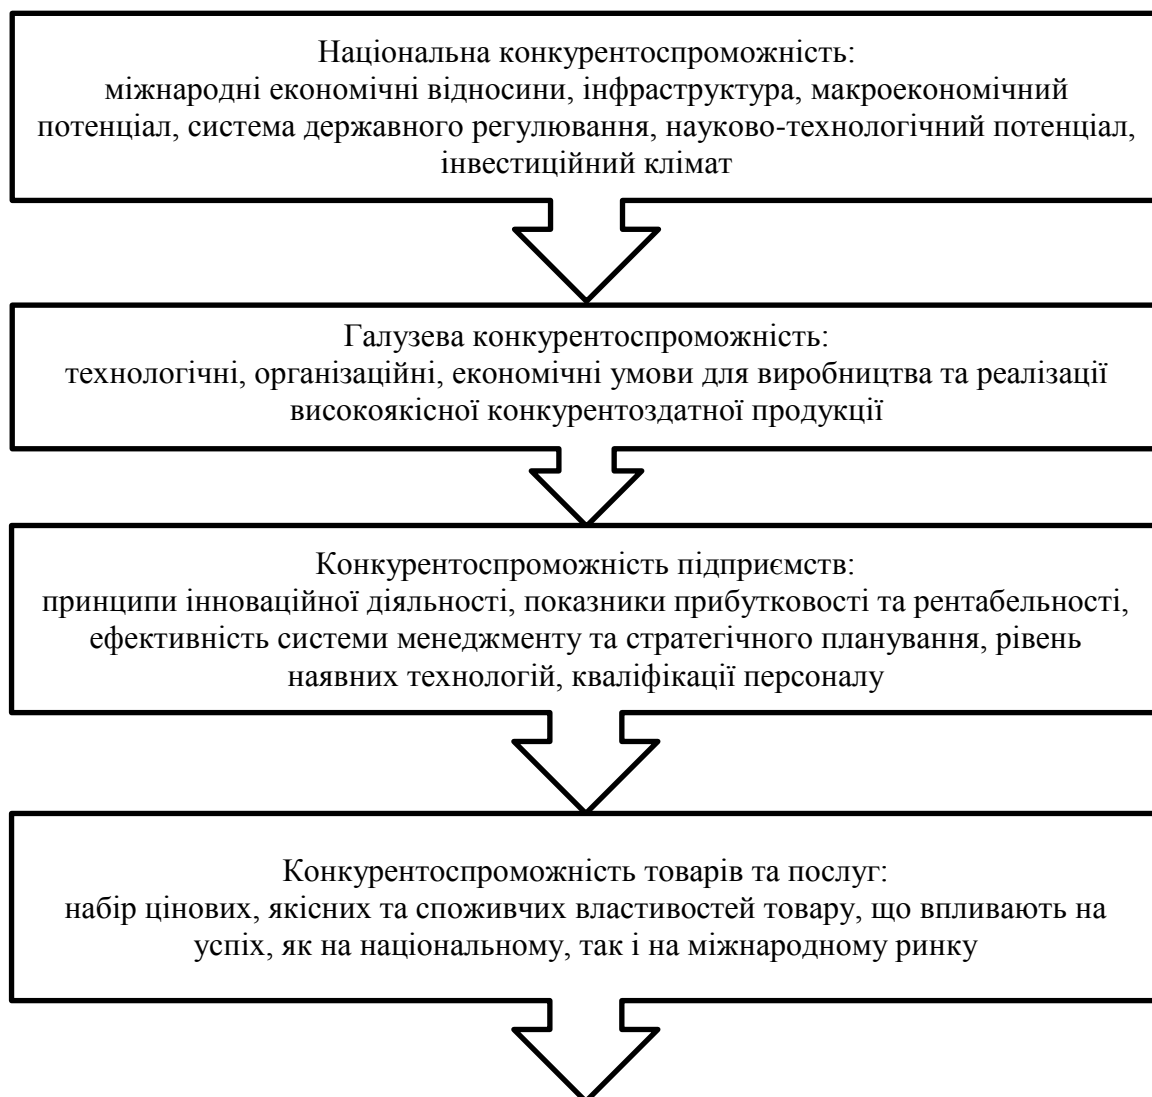 Національна конкурентоспроможність:
міжнародні економічні відносини, інфраструктура, макроекономічний
потенціал, система державного регулювання, науково-технологічний потенціал,
інвестиційний клімат
Галузева конкурентоспроможність:
технологічні, організаційні, економічні умови для виробництва та реалізації
високоякісної конкурентоздатної продукції
Конкурентоспроможність підприємств:
принципи інноваційної діяльності, показники прибутковості та рентабельності,
ефективність системи менеджменту та стратегічного планування, рівень
наявних технологій, кваліфікації персоналу
Конкурентоспроможність товарів та послуг:
набір цінових, якісних та споживчих властивостей товару, що впливають на
успіх, як на національному, так і на міжнародному ринку